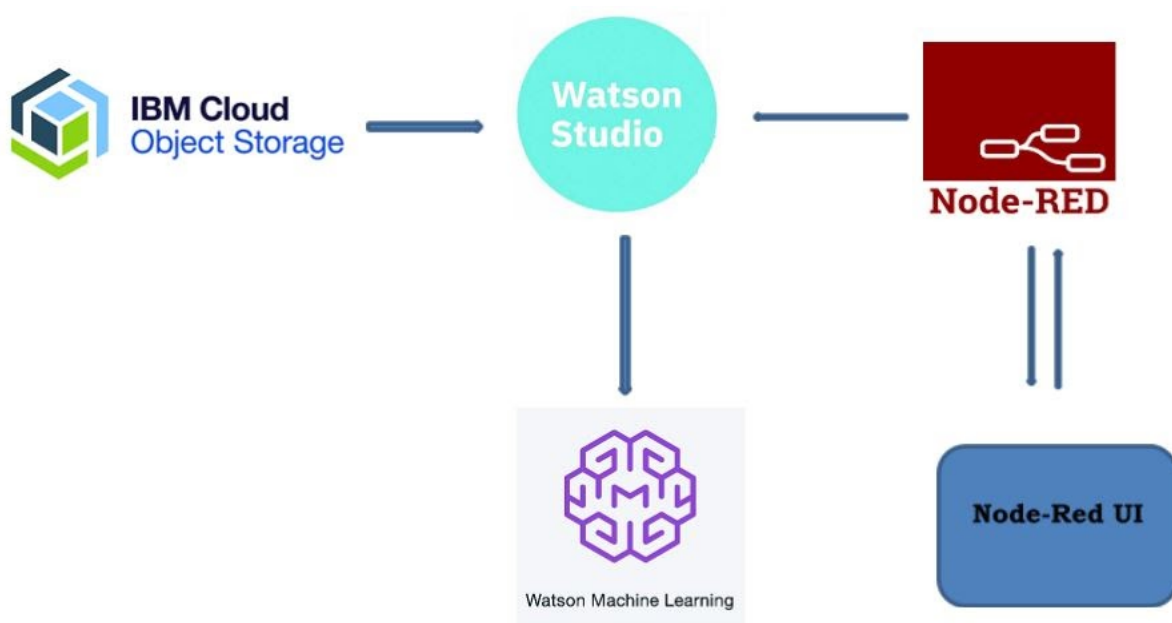 IBM Cloud
Object Storage
Watson
Studio
Node-RED
Watson Machine Learning
Node-Red UI